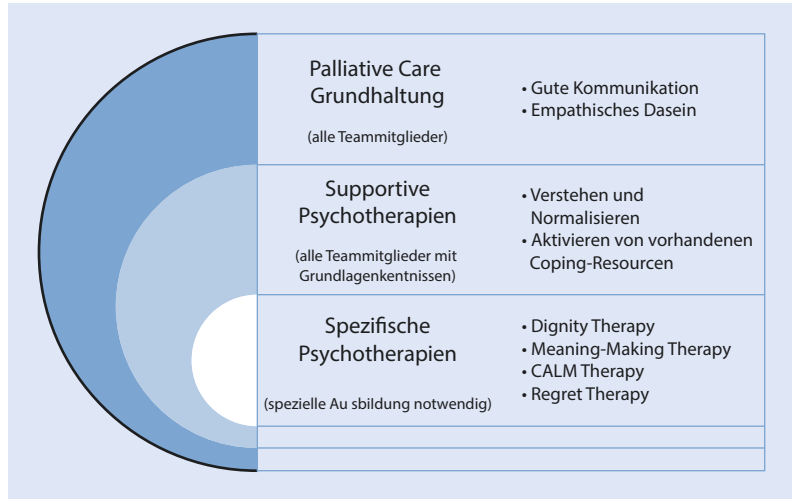 Palliative Care
Grundhaltung
(alle Teammitglieder)
• Gute Kommunikation
• Empathisches Dasein
Supportive
Psychotherapien
(alle Teammitglieder mit
Grundlagenkentnissen)
• Verstehen und
Normalisieren
• Aktivieren von vorhandenen
Coping-Resourcen
Spezifische
Psychotherapien
(spezielle Au sbildung notwendig)
• Dignity Therapy
• Meaning-Making Therapy
• CALM Therapy
• Regret Therapy